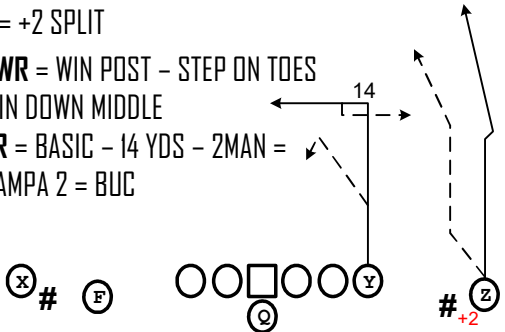 = +2 SPLIT
WR = WIN POST – STEP ON TOES
IN DOWN MIDDLE
R = BASIC – 14 YDS – 2MAN =
AMPA 2 = BUC
14
X # F Q Y # +2 Z